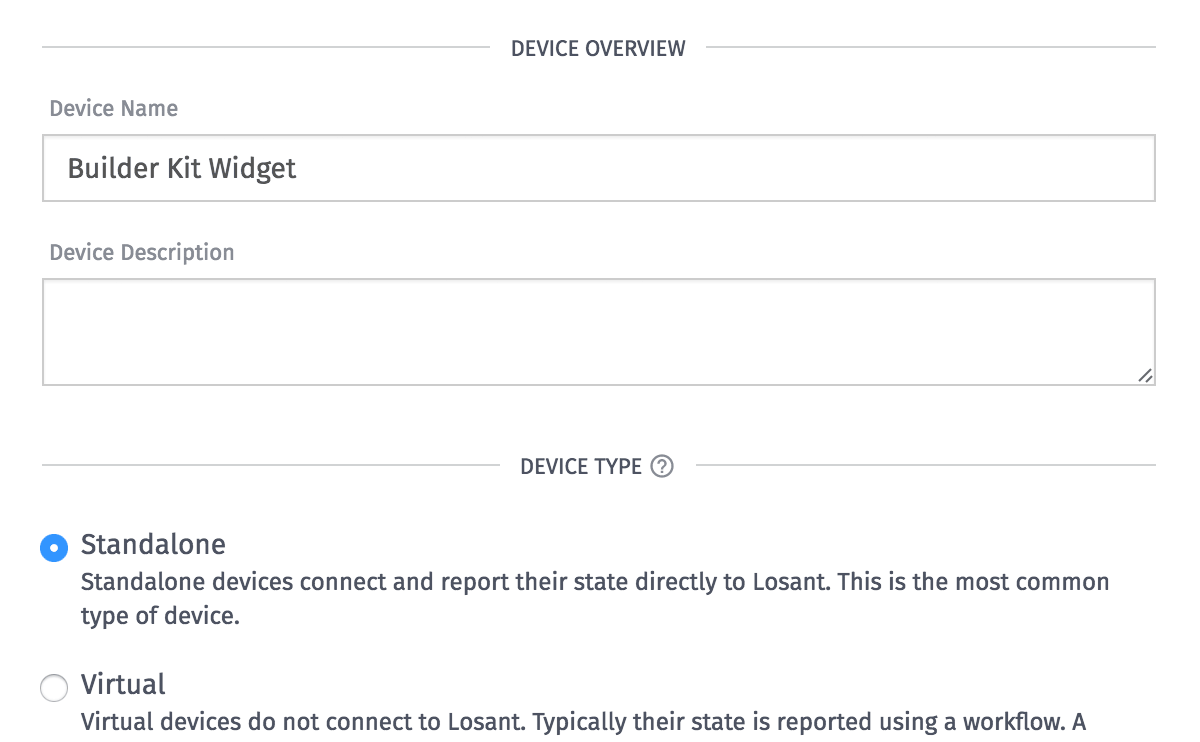 DEVICE OVERVIEW
Device Name
Builder Kit Widget
Device Description
DEVICE TYPE ?
Standalone
Standalone devices connect and report their state directly to Losant. This is the most common
type of device.
Virtual
Virtual devices do not connect to Losant. Typically their state is reported using a workflow. A